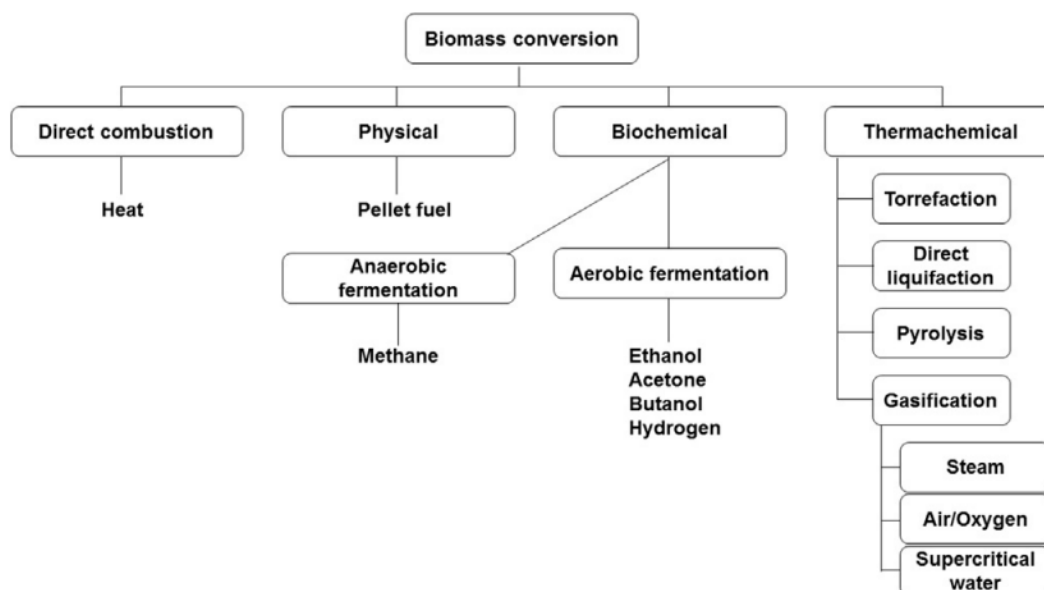 Biomass conversion
Direct combustion
Physical
Biochemical
Thermachemical
Heat
Pellet fuel
Torrefaction
Anaerobic
fermentation
Aerobic fermentation
Direct
liquifaction
Methane
Ethanol
Acetone
Butanol
Hydrogen
Pyrolysis
Gasification
Steam
Air/Oxygen
Supercritical
water